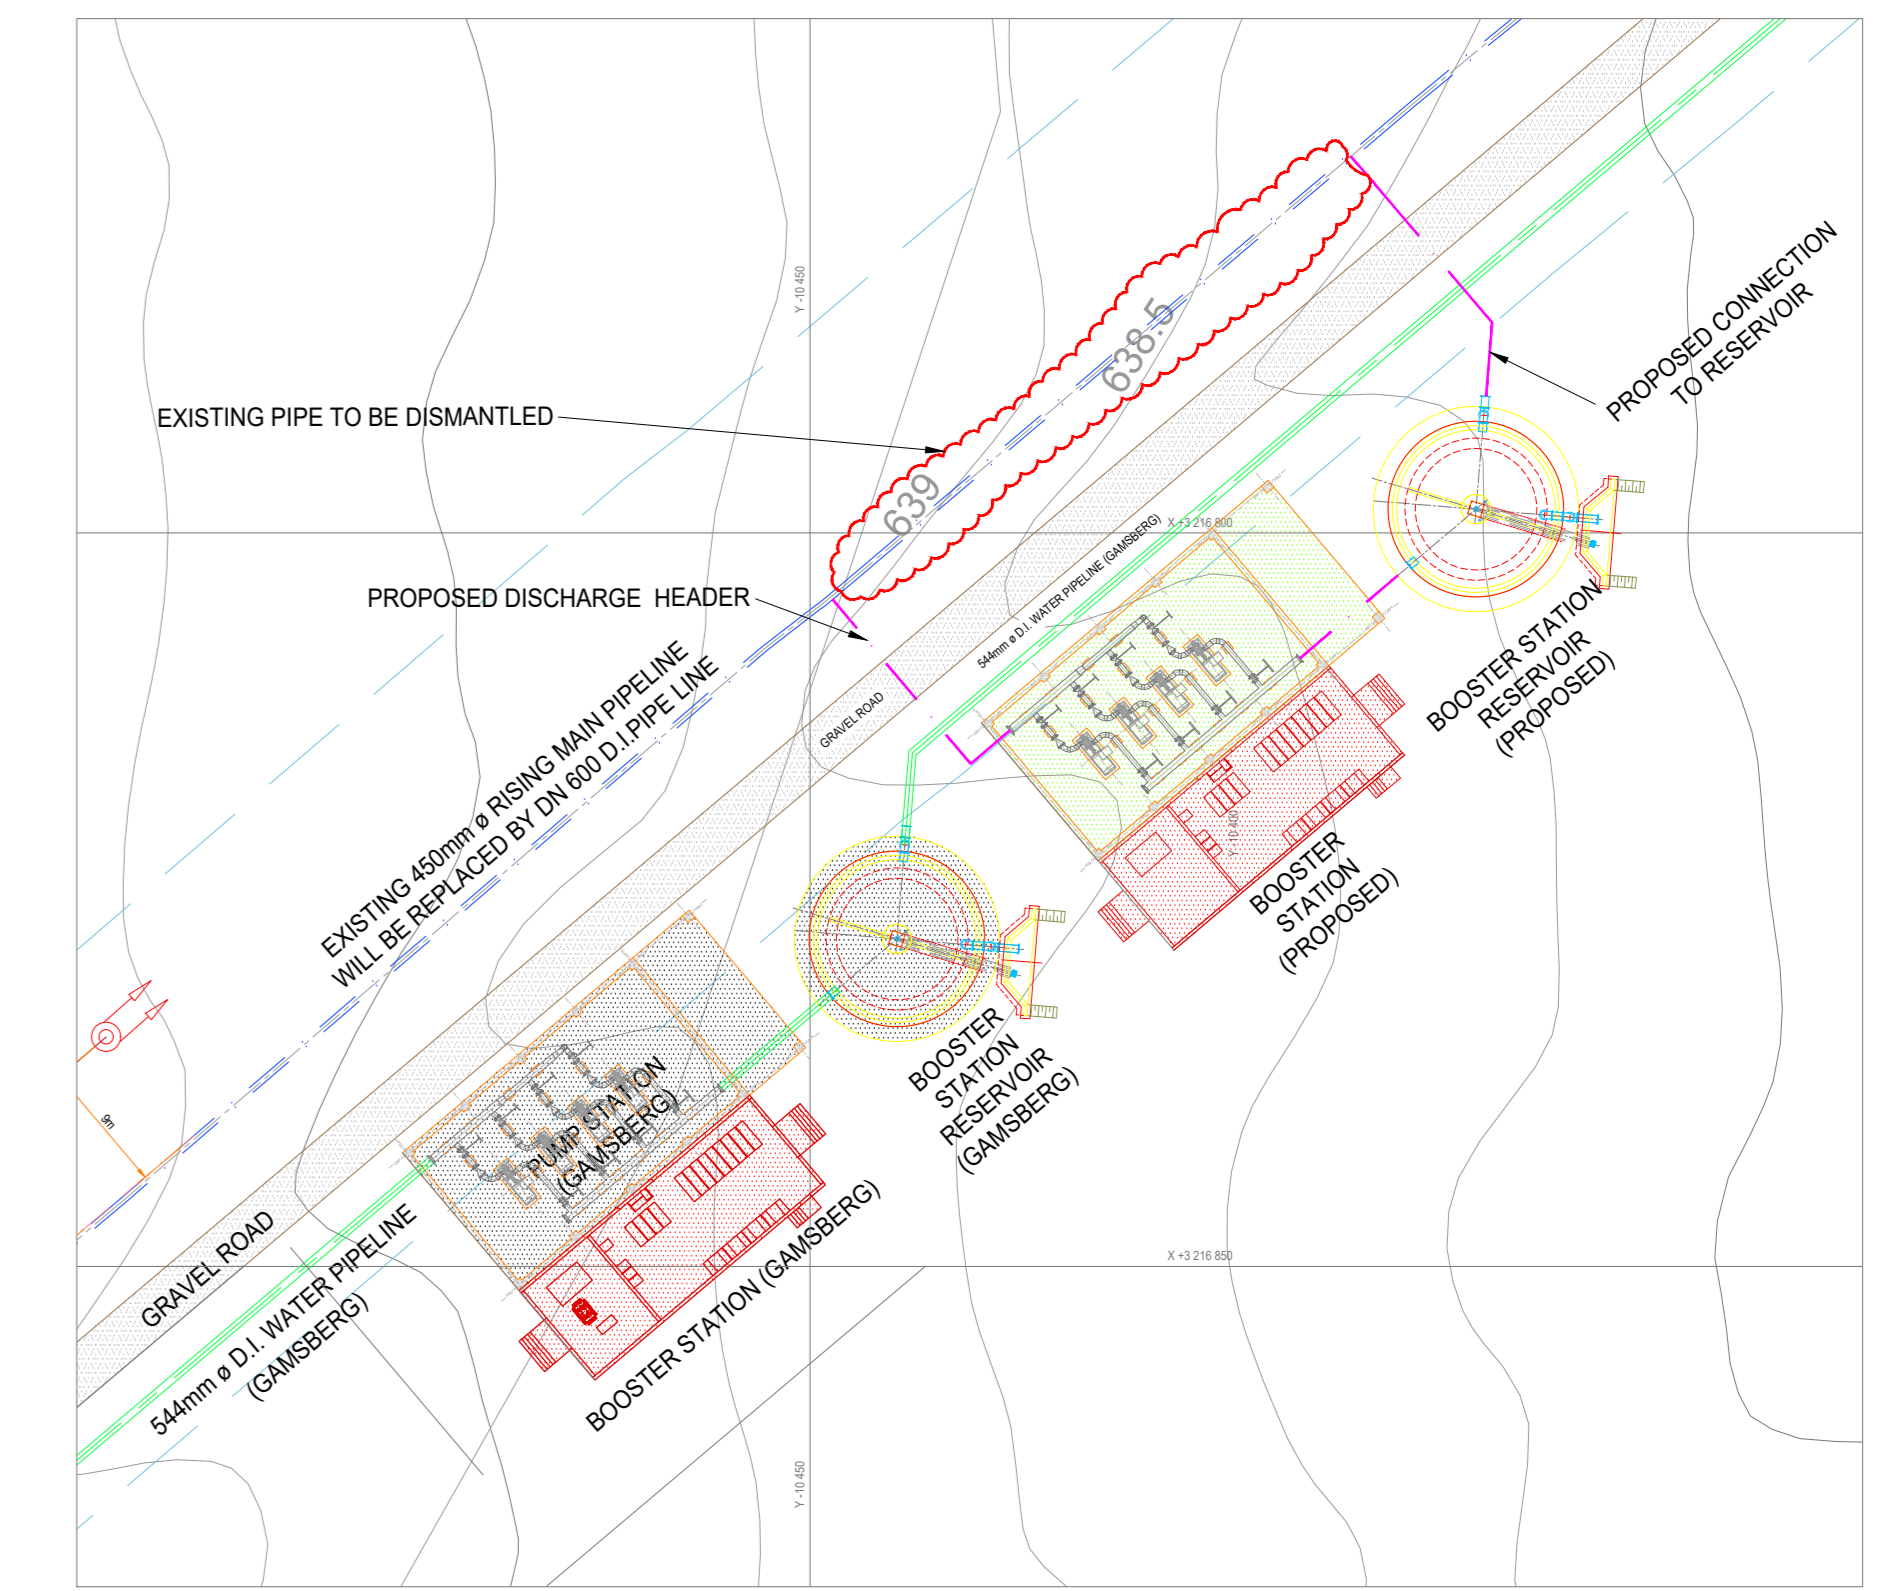 Y -10 450
638.5
PROPOSED CONNECTION
TO RESERVOIR
EXISTING PIPE TO BE DISMANTLED
639
X +3 216 800
544mm ø D.I. WATER PIPELINE (GAMSBERG)
PROPOSED DISCHARGE HEADER
EXISTING 450mm ø RISING MAIN PIPELINE
WILL BE REPLACED BY DN 600 D.I.PIPE LINE
GRAVEL ROAD
BOOSTER STATION
RESERVOIR
(PROPOSED)
Y -10 400
BOOSTER
STATION
(PROPOSED)
BOOSTER
STATION
RESERVOIR
(GAMSBERG)
9m
PUMP STATION
(GAMSBERG)
GRAVEL ROAD
544mm ø D.I. WATER PIPELINE
(GAMSBERG)
BOOSTER STATION (GAMSBERG)
X +3 216 850
Y -10 450